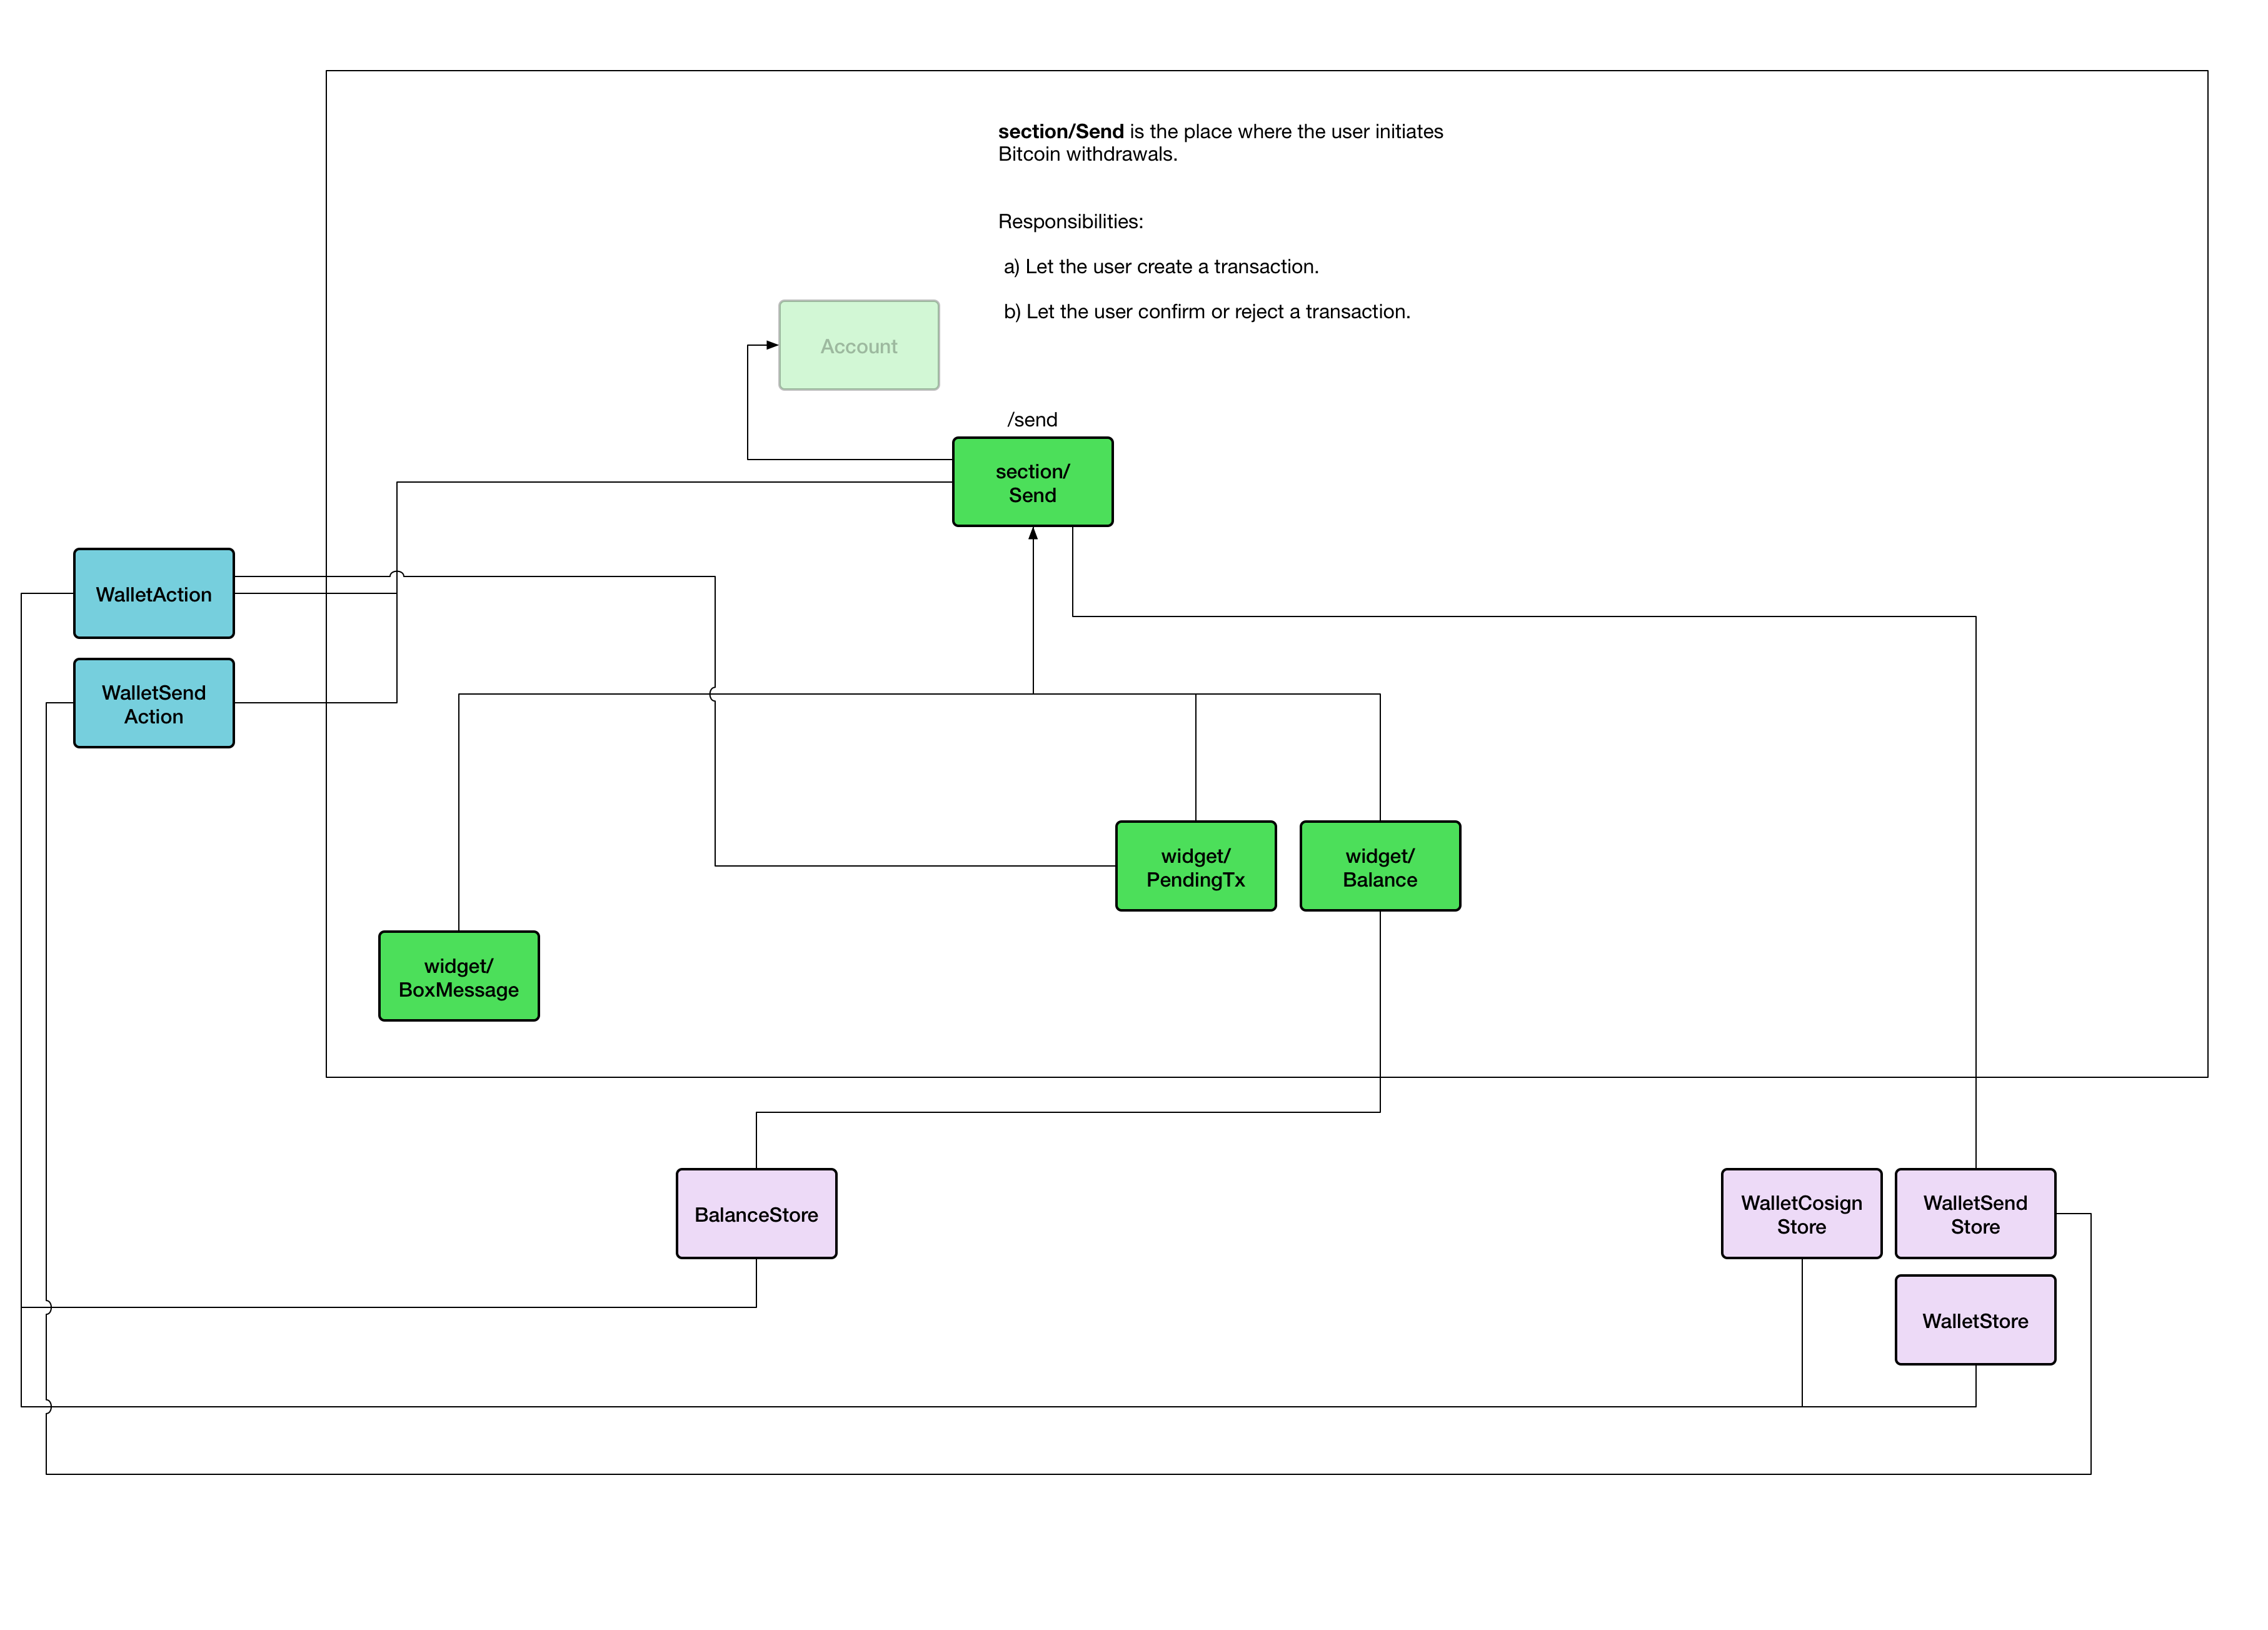 section/Send is the place where the user initiates
Bitcoin withdrawals.
Responsibilities:
a) Let the user create a transaction.
b) Let the user confirm or reject a transaction.
Account
/send
section/
Send
WalletAction
WalletSend
Action
widget/
PendingTx
widget/
Balance
widget/
BoxMessage
BalanceStore
WalletCosign
Store
WalletSend
Store
WalletStore